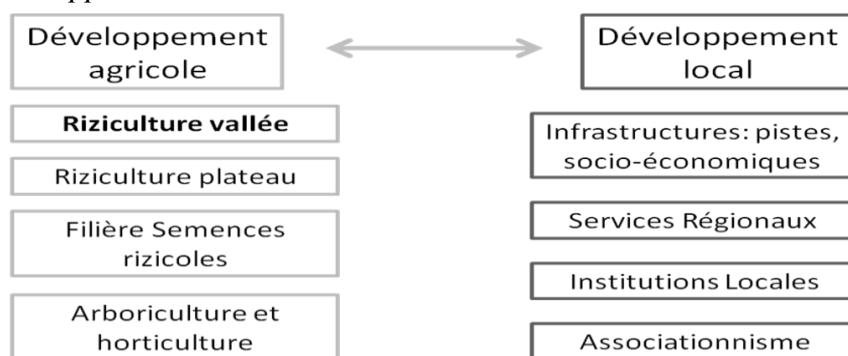 Développement
agricole
Développement
local
Riziculture vallée
Riziculture plateau
Filière Semences
rizicoles
Arboriculture et
horticulture
Infrastructures: pistes,
socio-économiques
Services Régionaux
Institutions Locales
Associationnisme